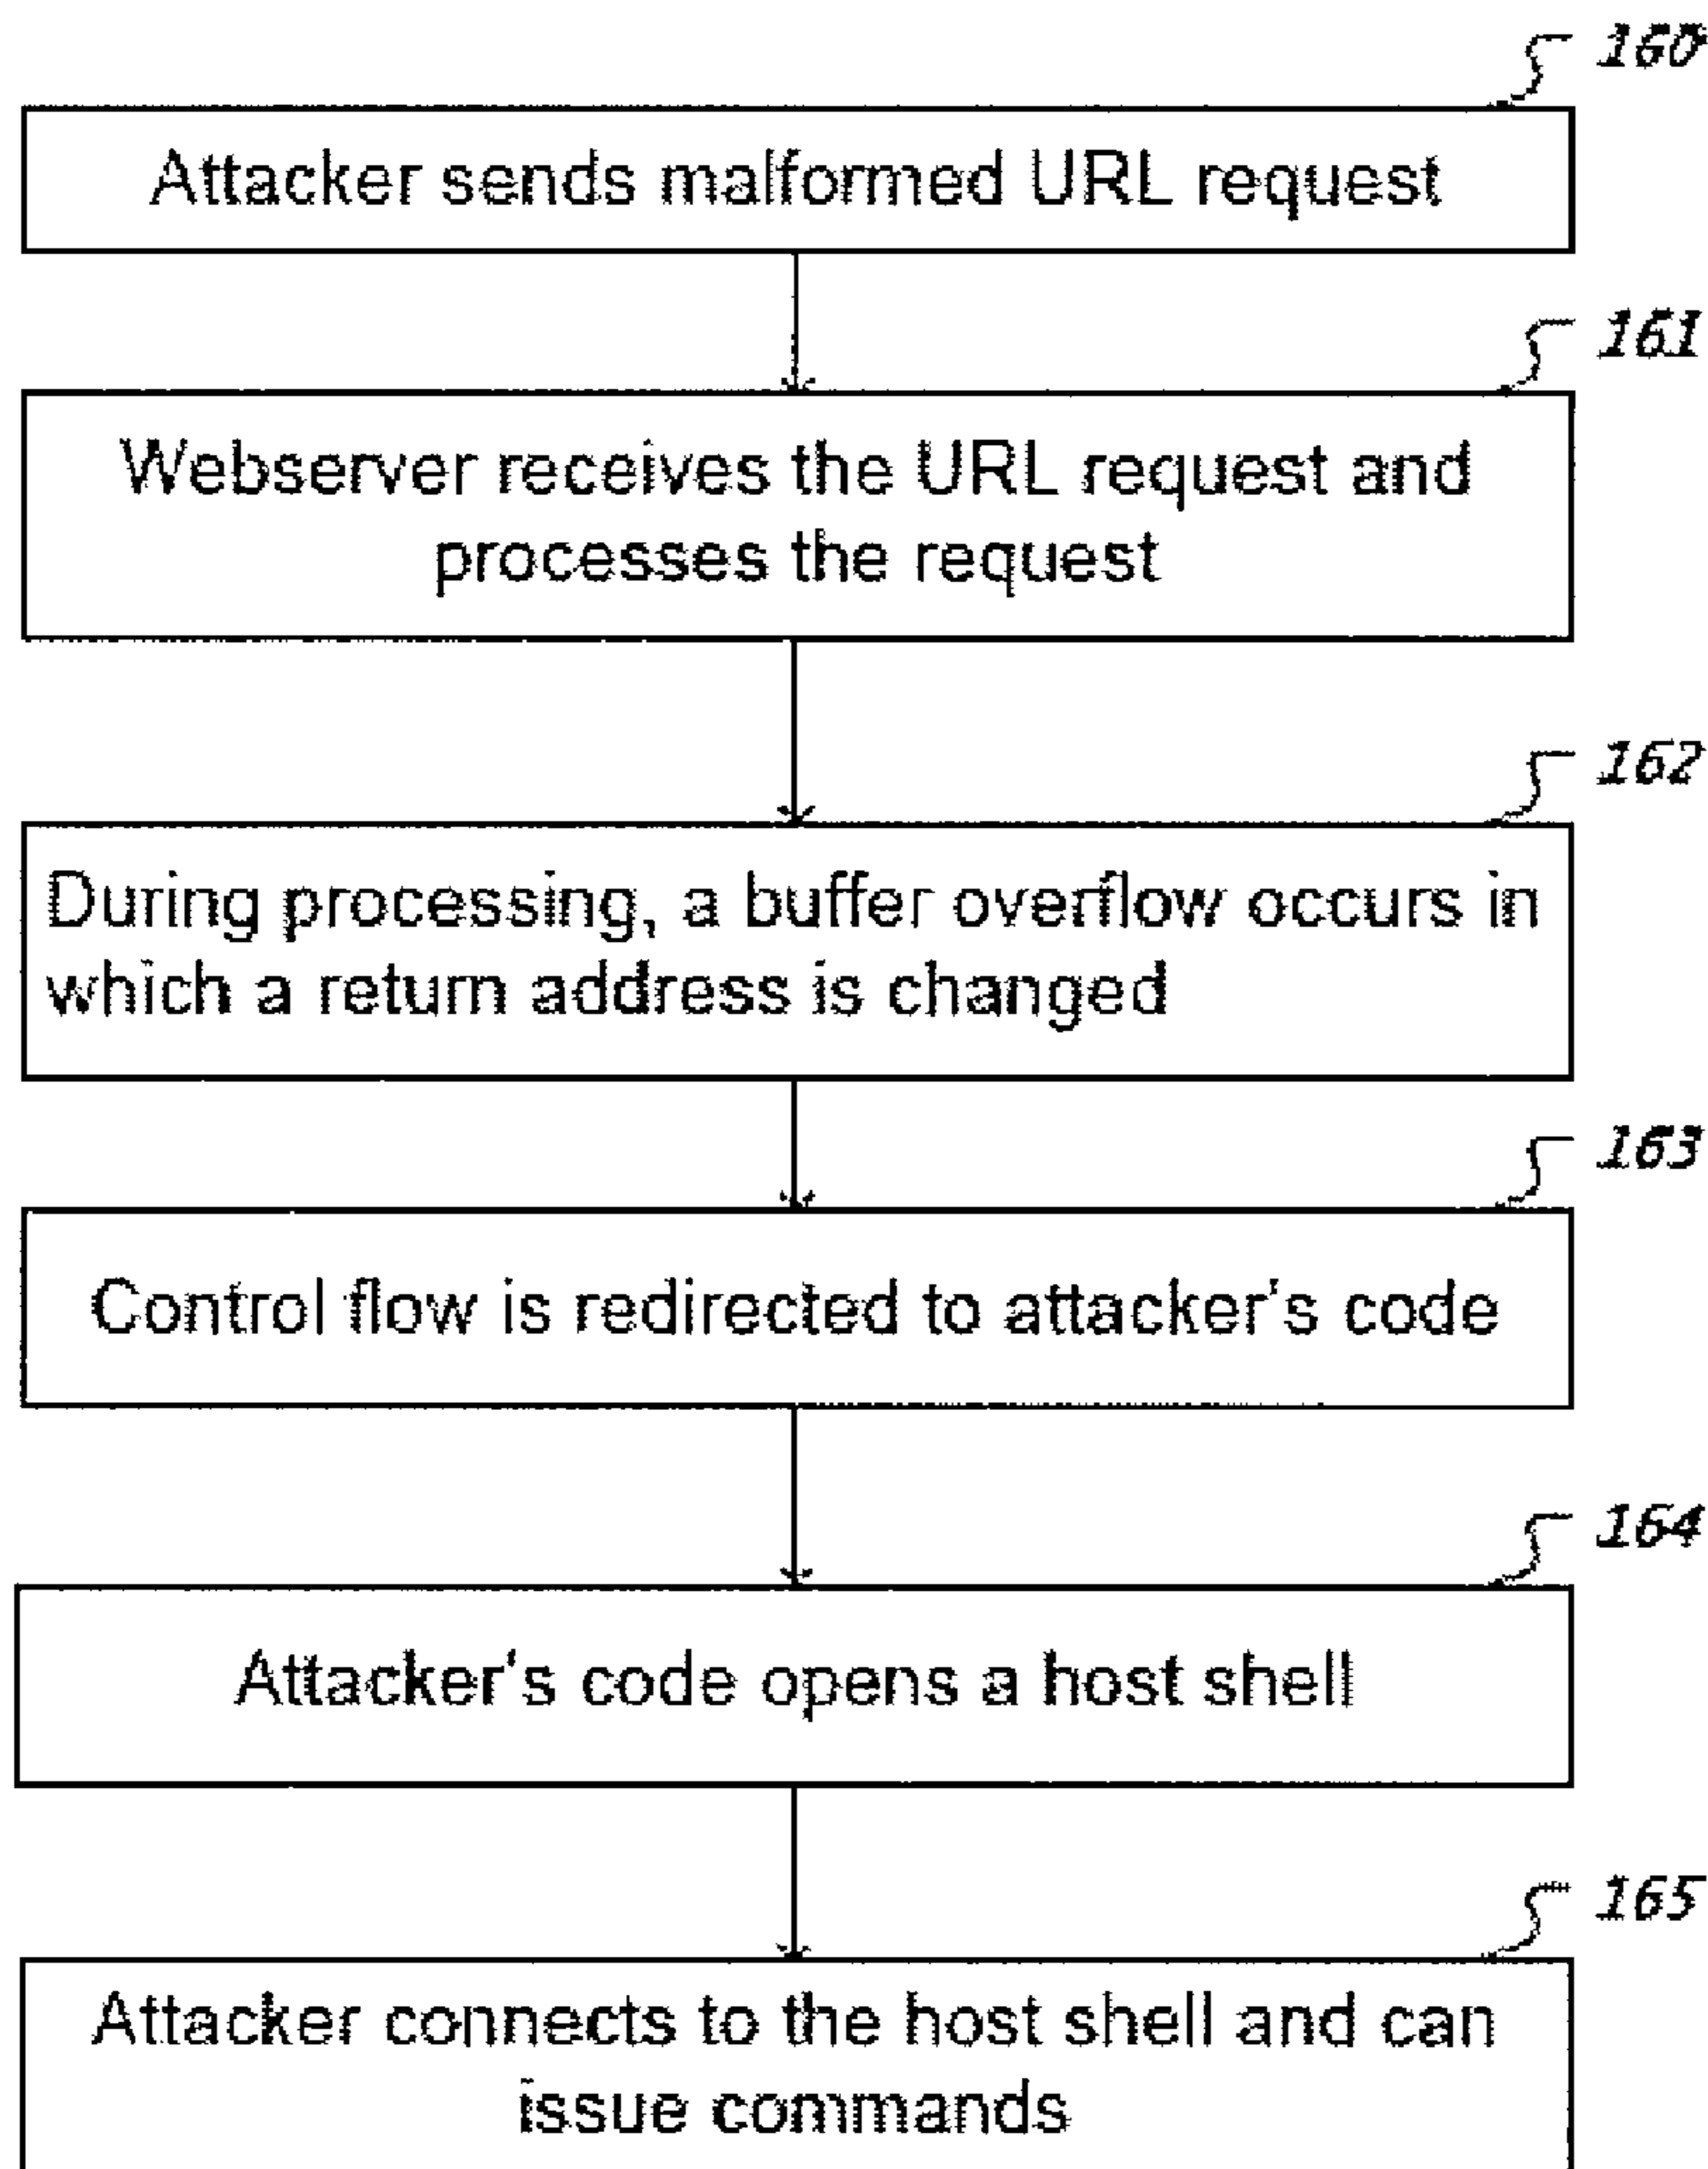 160
Attacker sends malformed URL request
161
Webserver receives the URL request and
processes the request
162
During processing, a buffer overflow occurs in
which a return address is changed
163
Control flow is redirected to attacker's code
164
Attacker's code opens a host shell
165
Attacker connects to the host shell and can
issue commands